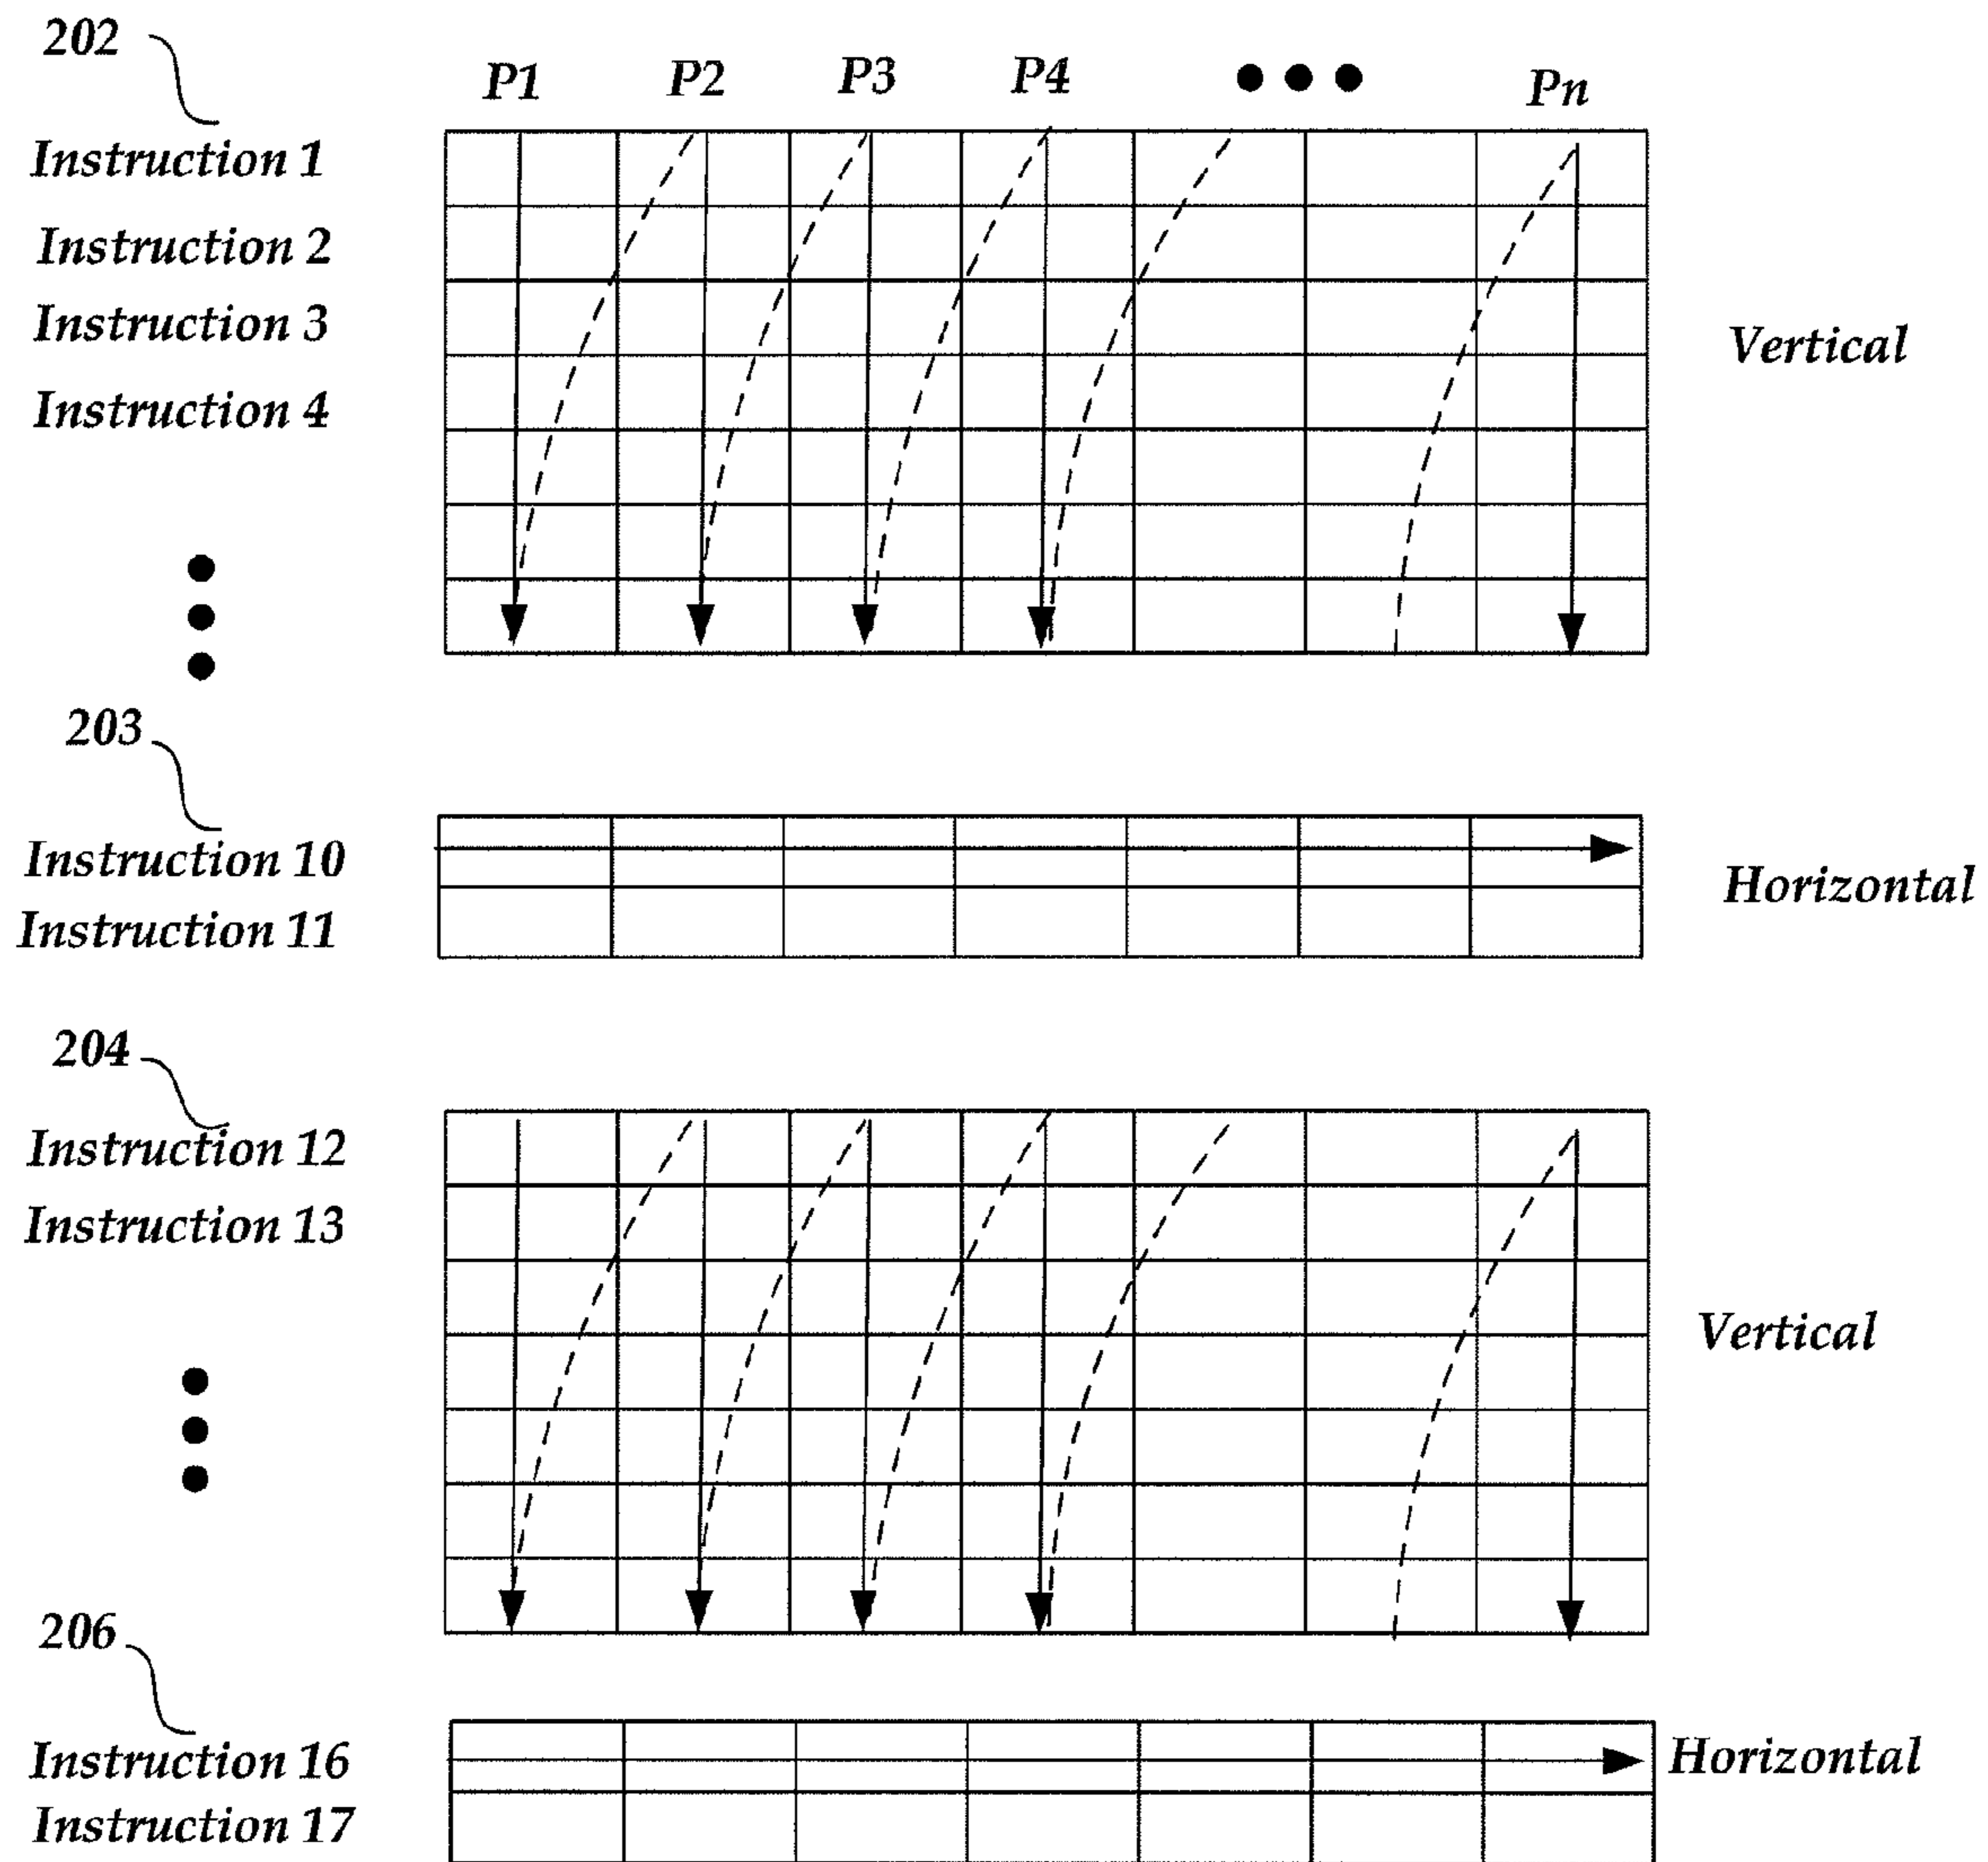 202
P1 P2 P3 P4 ••• Pn
Instruction 1
Instruction 2
Instruction 3
Vertical
Instruction 4
203
Instruction 10
Horizontal
Instruction 11
204
Instruction 12
Instruction 13
Vertical
206
Instruction 16
Horizontal
Instruction 17